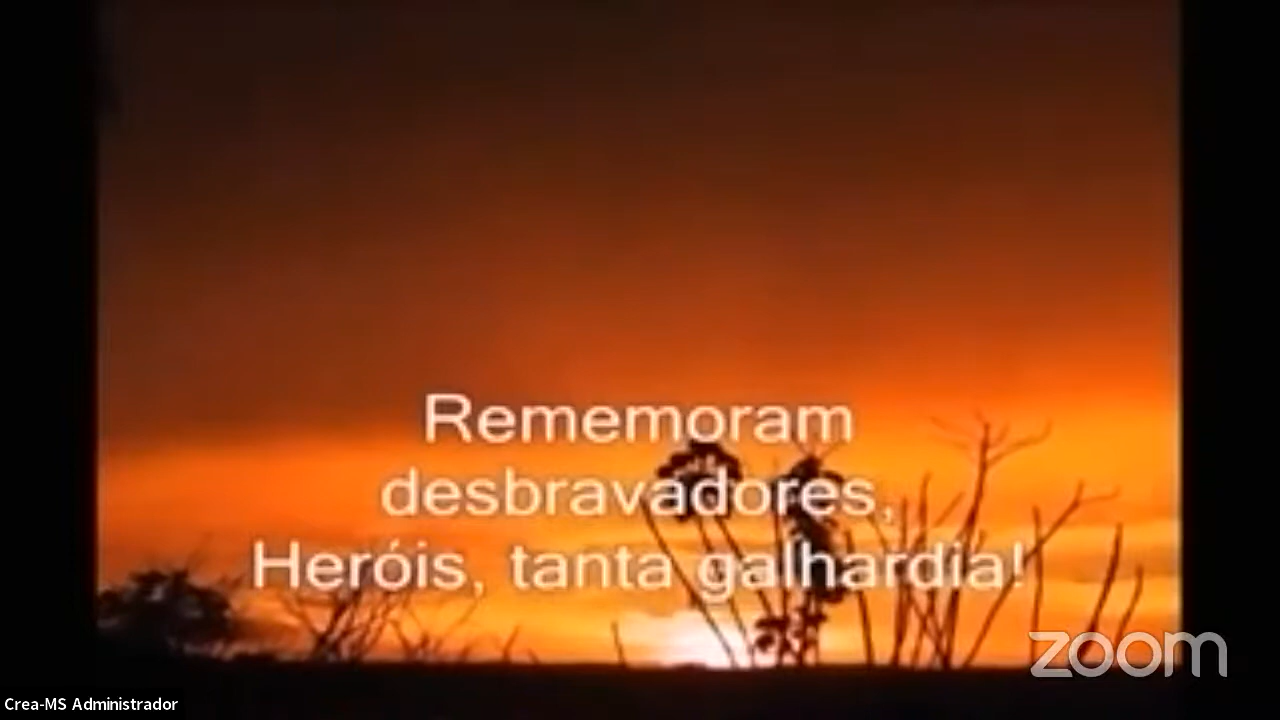 Rememoram
desbravadores,
Heróis, tanta galhardia!
zoom
Crea-MS Administrador